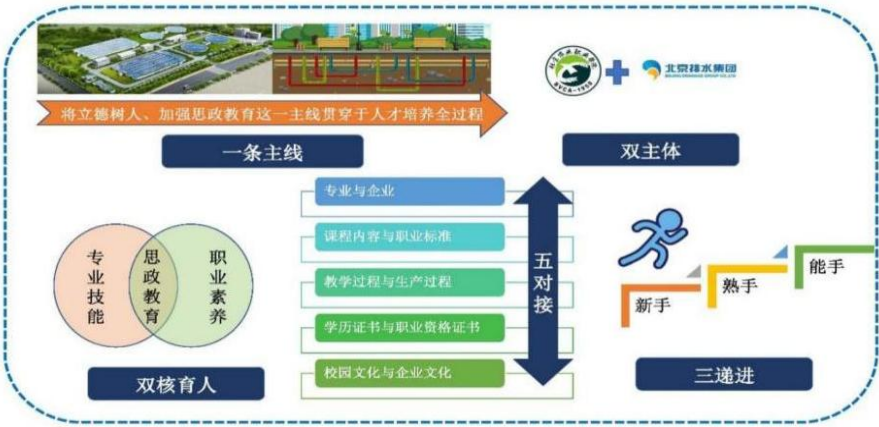 北京排水集团
将立德树人、加强思政教育这一主线贯穿于人才培养全过程
一条主线
双主体
专业与企业
课程内容与职业标准
教学过程与生产过程
学历证书与职业资格证书
校园文化与企业文化
五对接
专业技能
思政教育
职业素养
双核育人
新手
熟手
能手
三递进